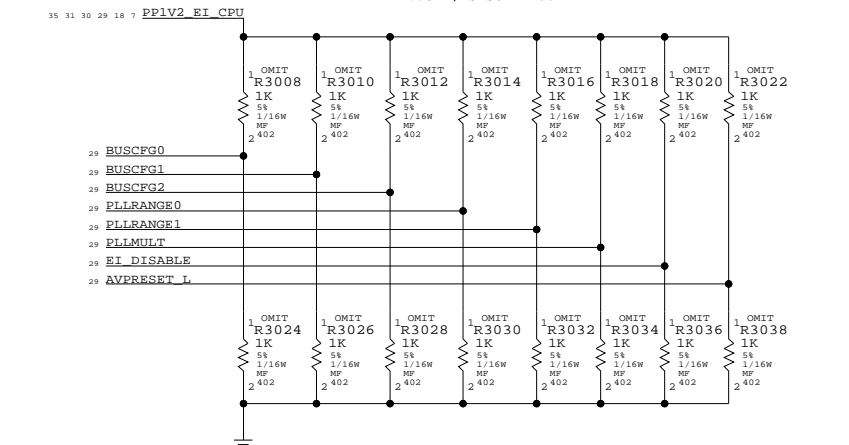 35 31 30 29 18 7 PP1V2_EI_CPU
OMIT OMIT OMIT OMIT OMIT OMIT OMIT OMIT
1 R3008 1 R3010 1 R3012 1 R3014 1 R3016 1 R3018 1 R3020 1 R3022
1K 1K 1K 1K 1K 1K 1K 1K
5% 5% 5% 5% 5% 5% 5% 5%
1/16W 1/16W 1/16W 1/16W 1/16W 1/16W 1/16W 1/16W
MF MF MF MF MF MF MF MF
2 402 2 402 2 402 2 402 2 402 2 402 2 402 2 402
29 BUSCFG0
29 BUSCFG1
29 BUSCFG2
29 PLLRANGE0
29 PLLRANGE1
29 PLLMULT
29 EI_DISABLE
29 AVPRESET_L
OMIT OMIT OMIT OMIT OMIT OMIT OMIT OMIT
1 R3024 1 R3026 1 R3028 1 R3030 1 R3032 1 R3034 1 R3036 1 R3038
1K 1K 1K 1K 1K 1K 1K 1K
5% 5% 5% 5% 5% 5% 5% 5%
1/16W 1/16W 1/16W 1/16W 1/16W 1/16W 1/16W 1/16W
MF MF MF MF MF MF MF MF
2 402 2 402 2 402 2 402 2 402 2 402 2 402 2 402